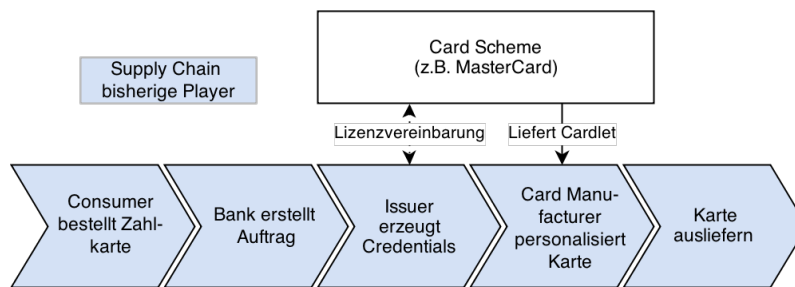 Card Scheme
(z.B. MasterCard)
Supply Chain
bisherige Player
Lizenzvereinbarung
Liefert Cardlet
Consumer
bestellt Zahl-
karte
Bank erstellt
Auftrag
Issuer
erzeugt
Credentials
Card Manu-
facturer
personalisiert
Karte
Karte
ausliefern